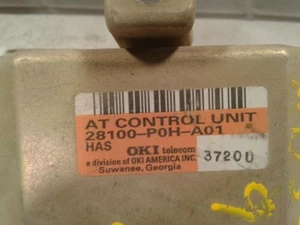 AT CONTROL UNIT
28100-P0H-A01
HAS OKI telecom
a division of OKI AMERICA INC. 37200
Suwanee, Georgia